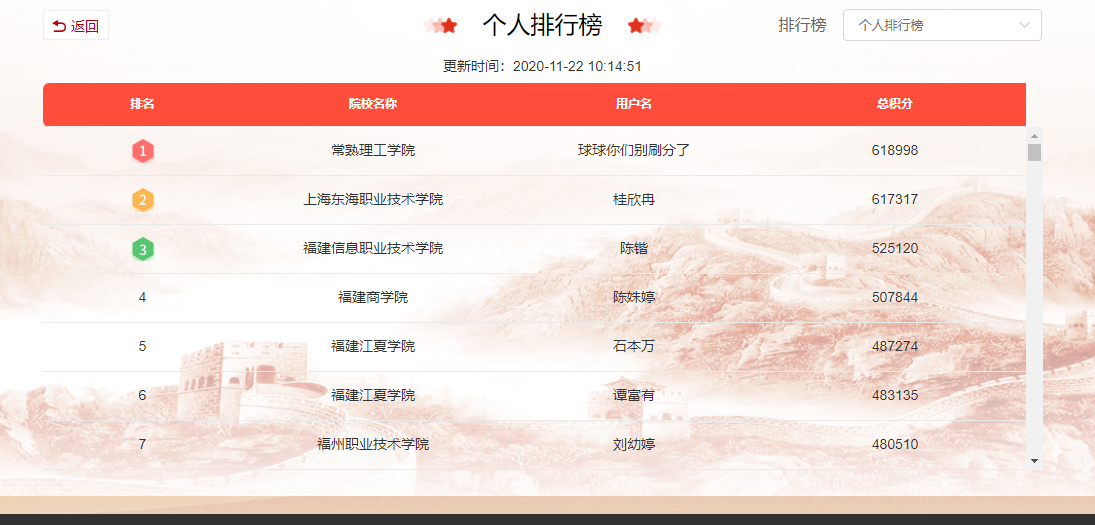 返回
个人排行榜
排行榜 个人排行榜
更新时间：2020-11-22 10:14:51
排名 院校名称 用户名 总积分
1 常熟理工学院 球球你们别刷分了 618998
2 上海东海职业技术学院 桂欣冉 617317
3 福建信息职业技术学院 陈锴 525120
4 福建商学院 陈姝婷 507844
5 福建江夏学院 石本万 487274
6 福建江夏学院 谭富有 483135
7 福州职业技术学院 刘幼婷 480510